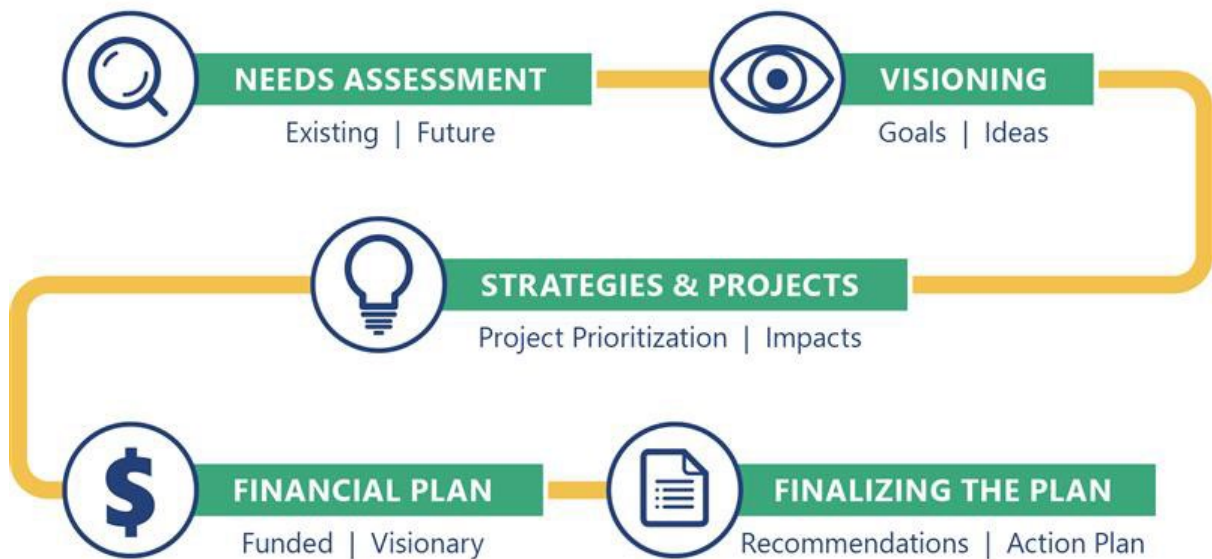 NEEDS ASSESSMENT
Existing | Future
VISIONING
Goals | Ideas
STRATEGIES & PROJECTS
Project Prioritization | Impacts
$
FINANCIAL PLAN
Funded | Visionary
FINALIZING THE PLAN
Recommendations | Action Plan